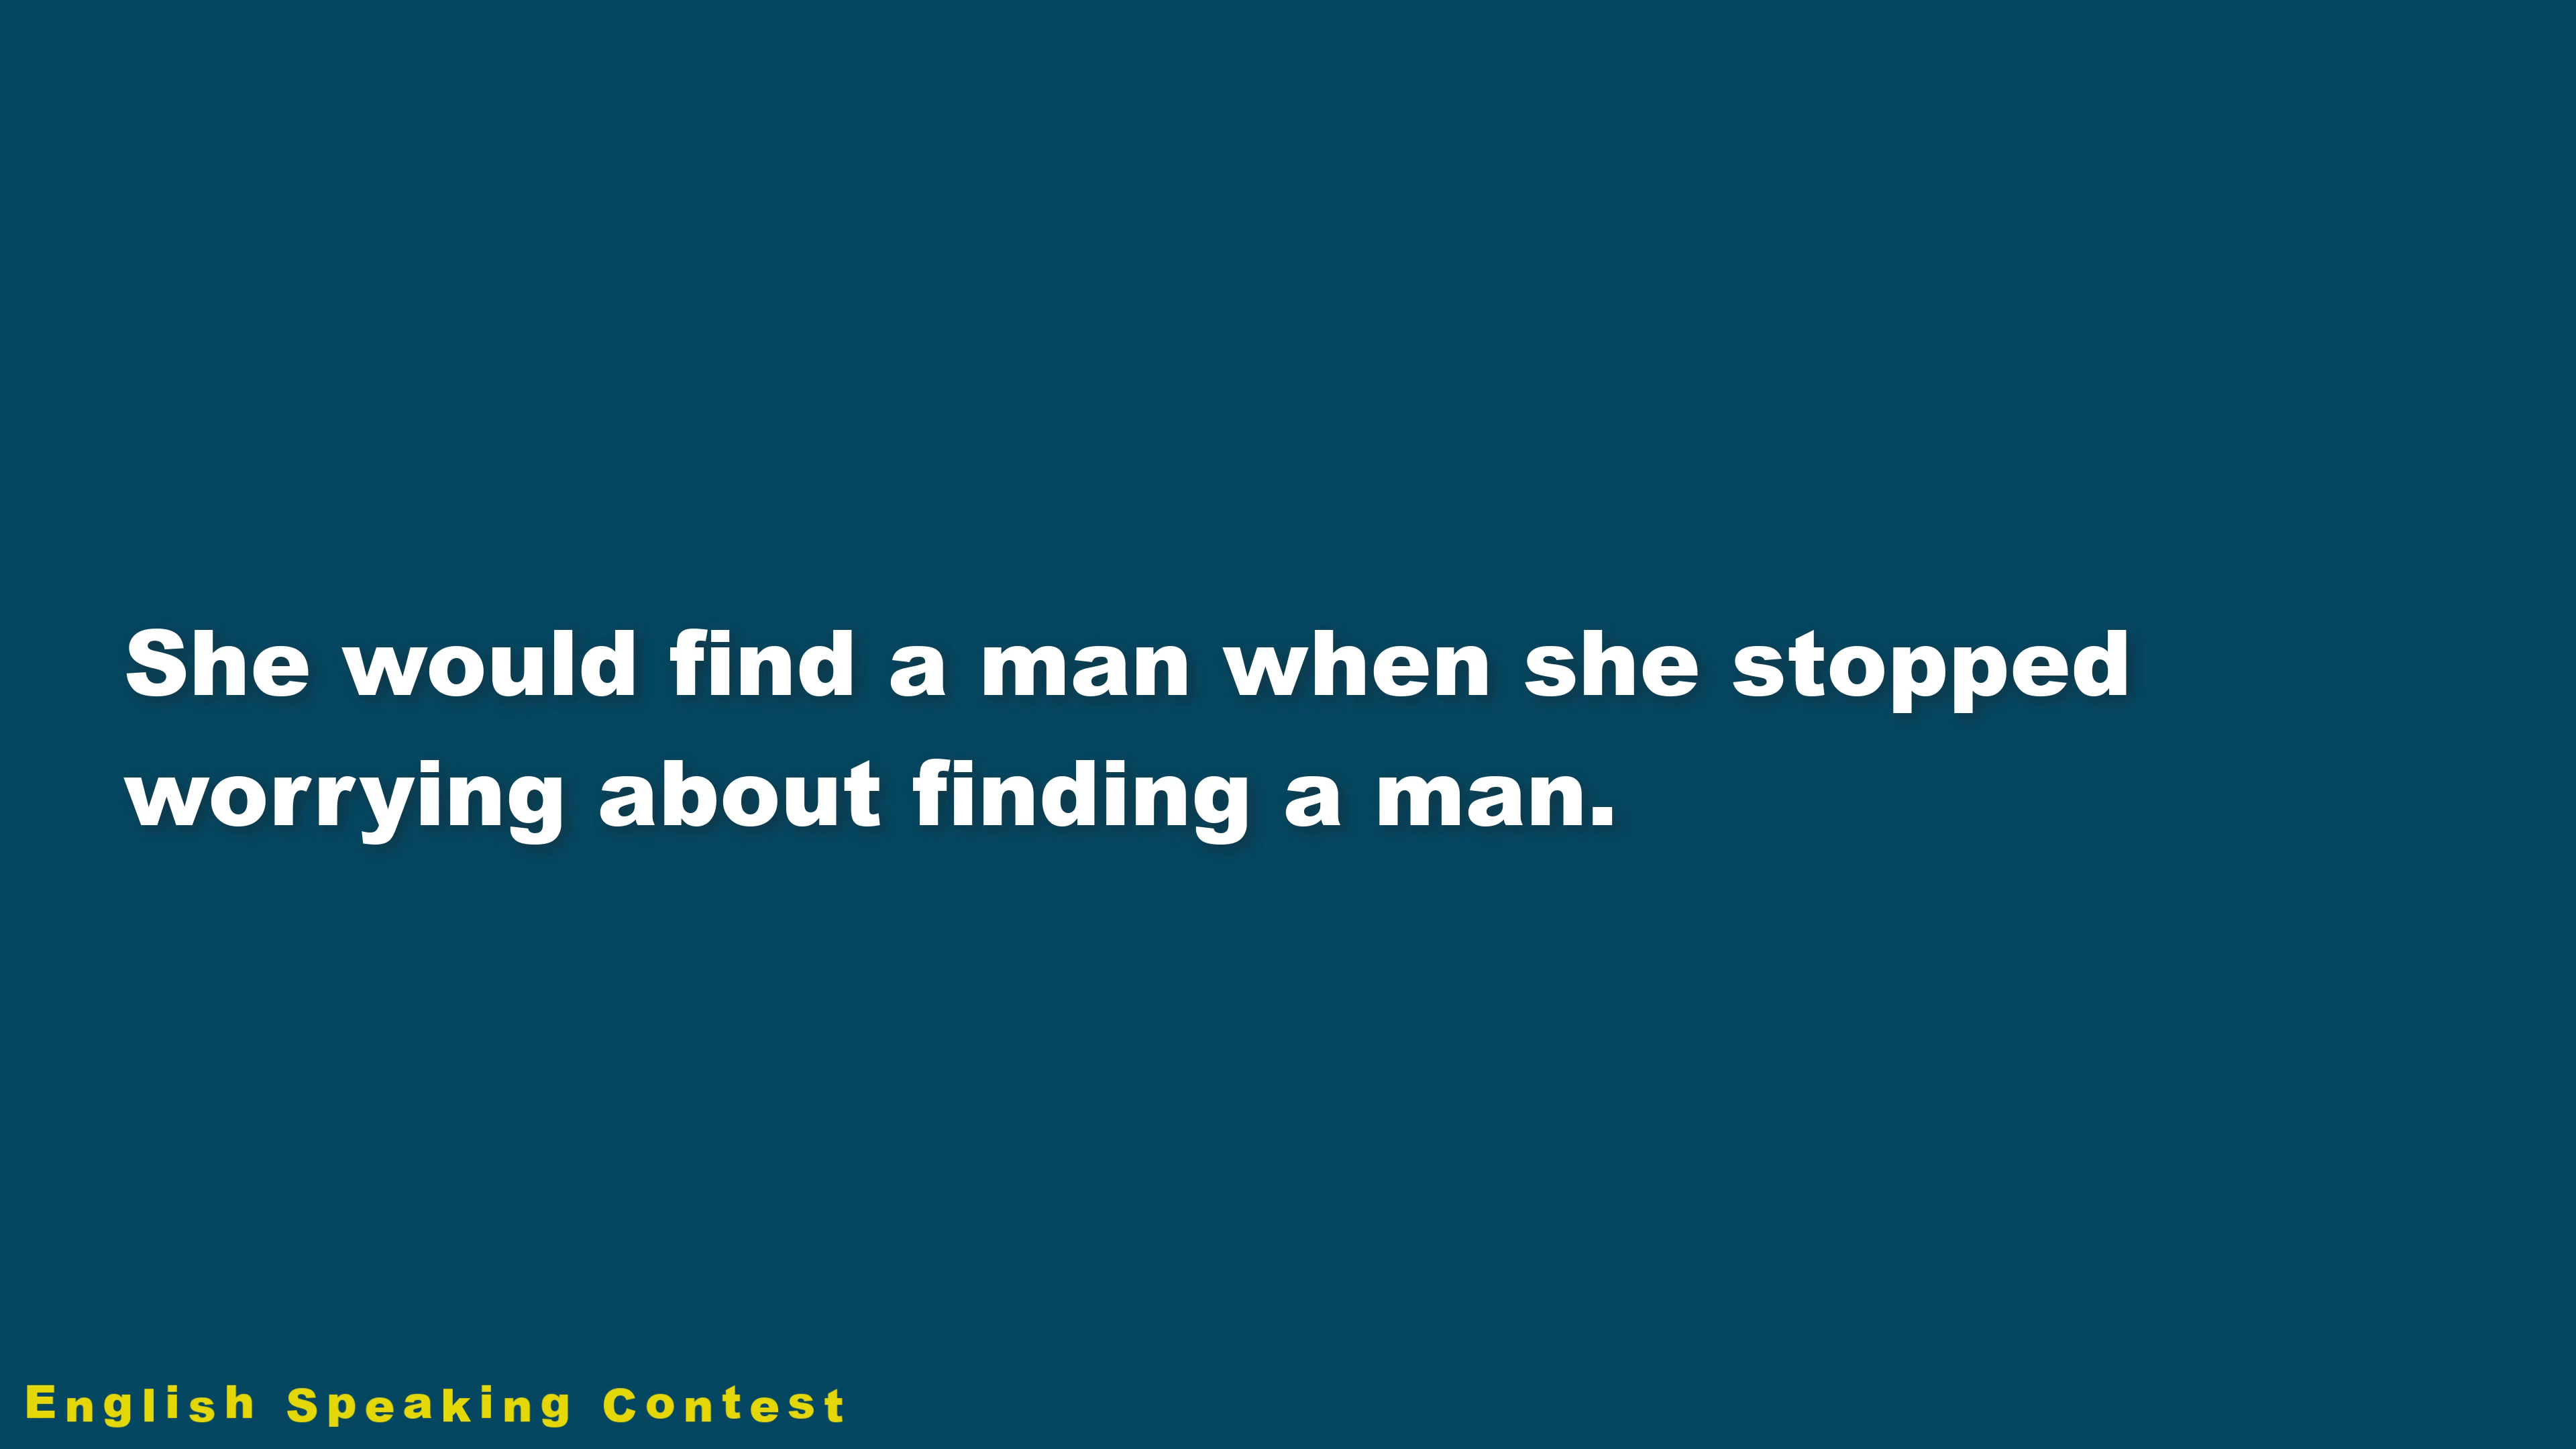 She would find a man when she stopped
worrying about finding a man.
English Speaking Contest